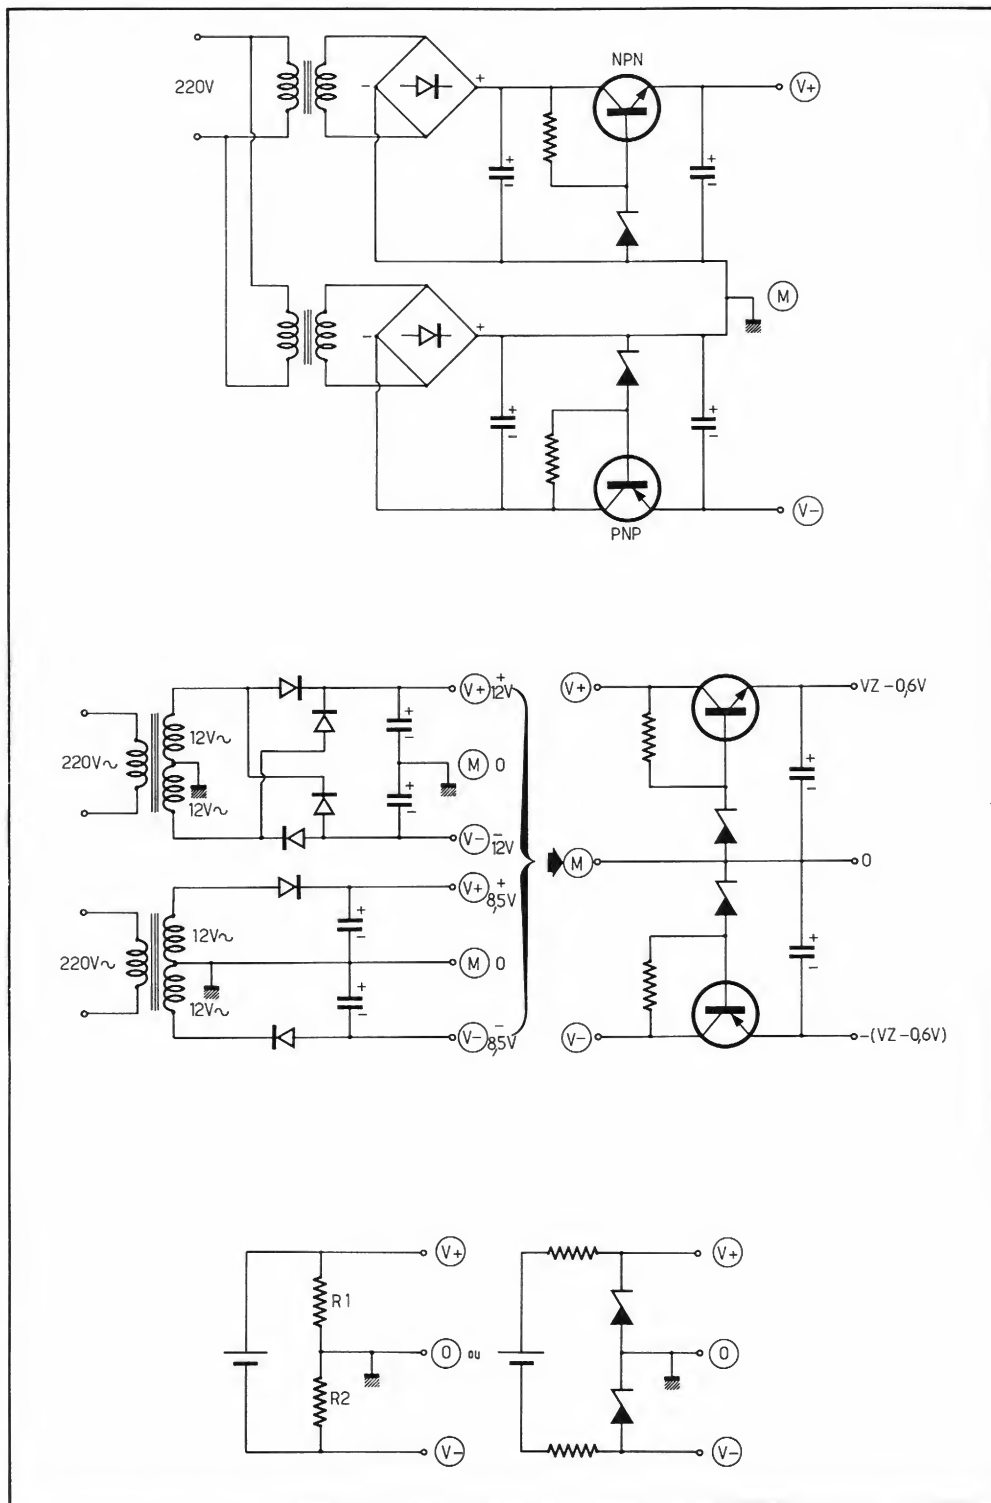 NPN
V+
220V
- +
+
-
+
-
M
- +
+
-
+
-
PNP
V-
220V~
12V~
12V~
V+ + 12V
+
-
M 0
+
-
V- - 12V
220V~
12V~
12V~
V+ + 8,5V
+
-
M 0
+
-
V- - 8,5V
V+
VZ-0,6V
+
-
M
0
+
-
V-
-(VZ-0,6V)
V+
R1
0 ou
R2
V-
V+
0
V-